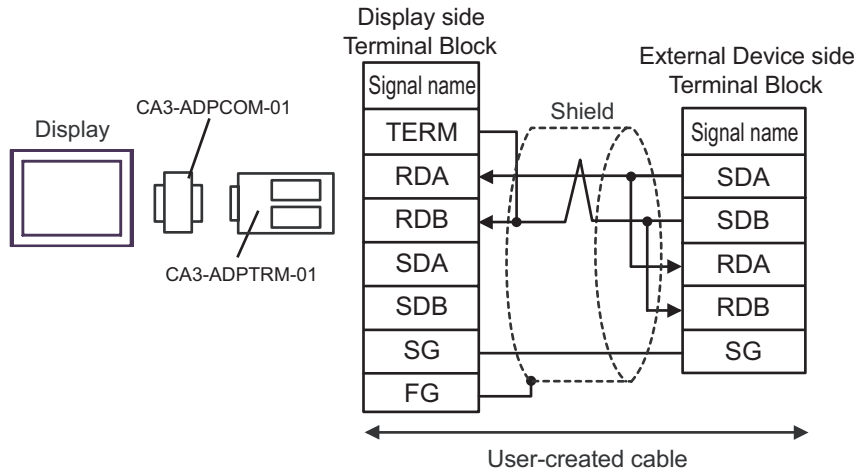 Display side
Terminal Block
External Device side
Terminal Block
CA3-ADPCOM-01
Display
CA3-ADPTRM-01
Signal name
TERM
RDA
RDB
SDA
SDB
SG
FG
Shield
Signal name
SDA
SDB
RDA
RDB
SG
User-created cable